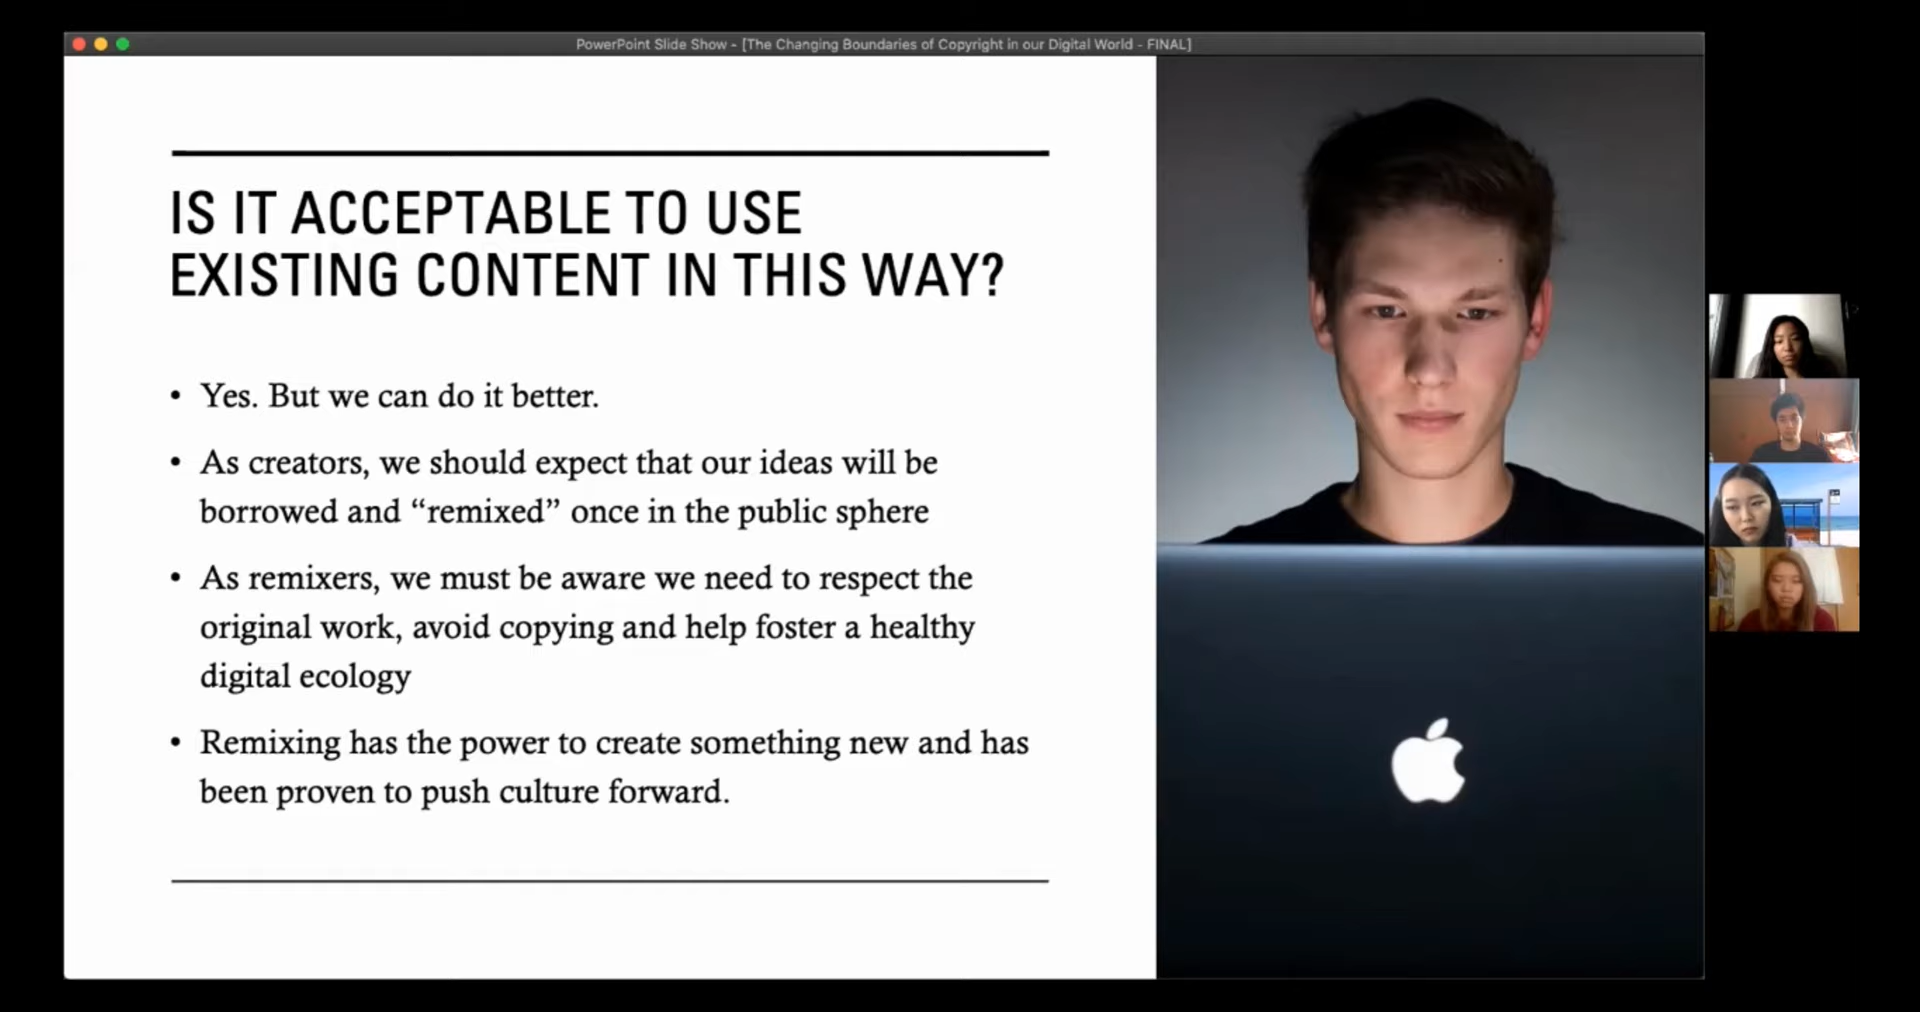 PowerPoint Slide Show - [The Changing Boundaries of Copyright in our Digital World - FINAL]
IS IT ACCEPTABLE TO USE
EXISTING CONTENT IN THIS WAY?
• Yes. But we can do it better.
• As creators, we should expect that our ideas will be
borrowed and “remixed” once in the public sphere
• As remixers, we must be aware we need to respect the
original work, avoid copying and help foster a healthy
digital ecology
• Remixing has the power to create something new and has
been proven to push culture forward.